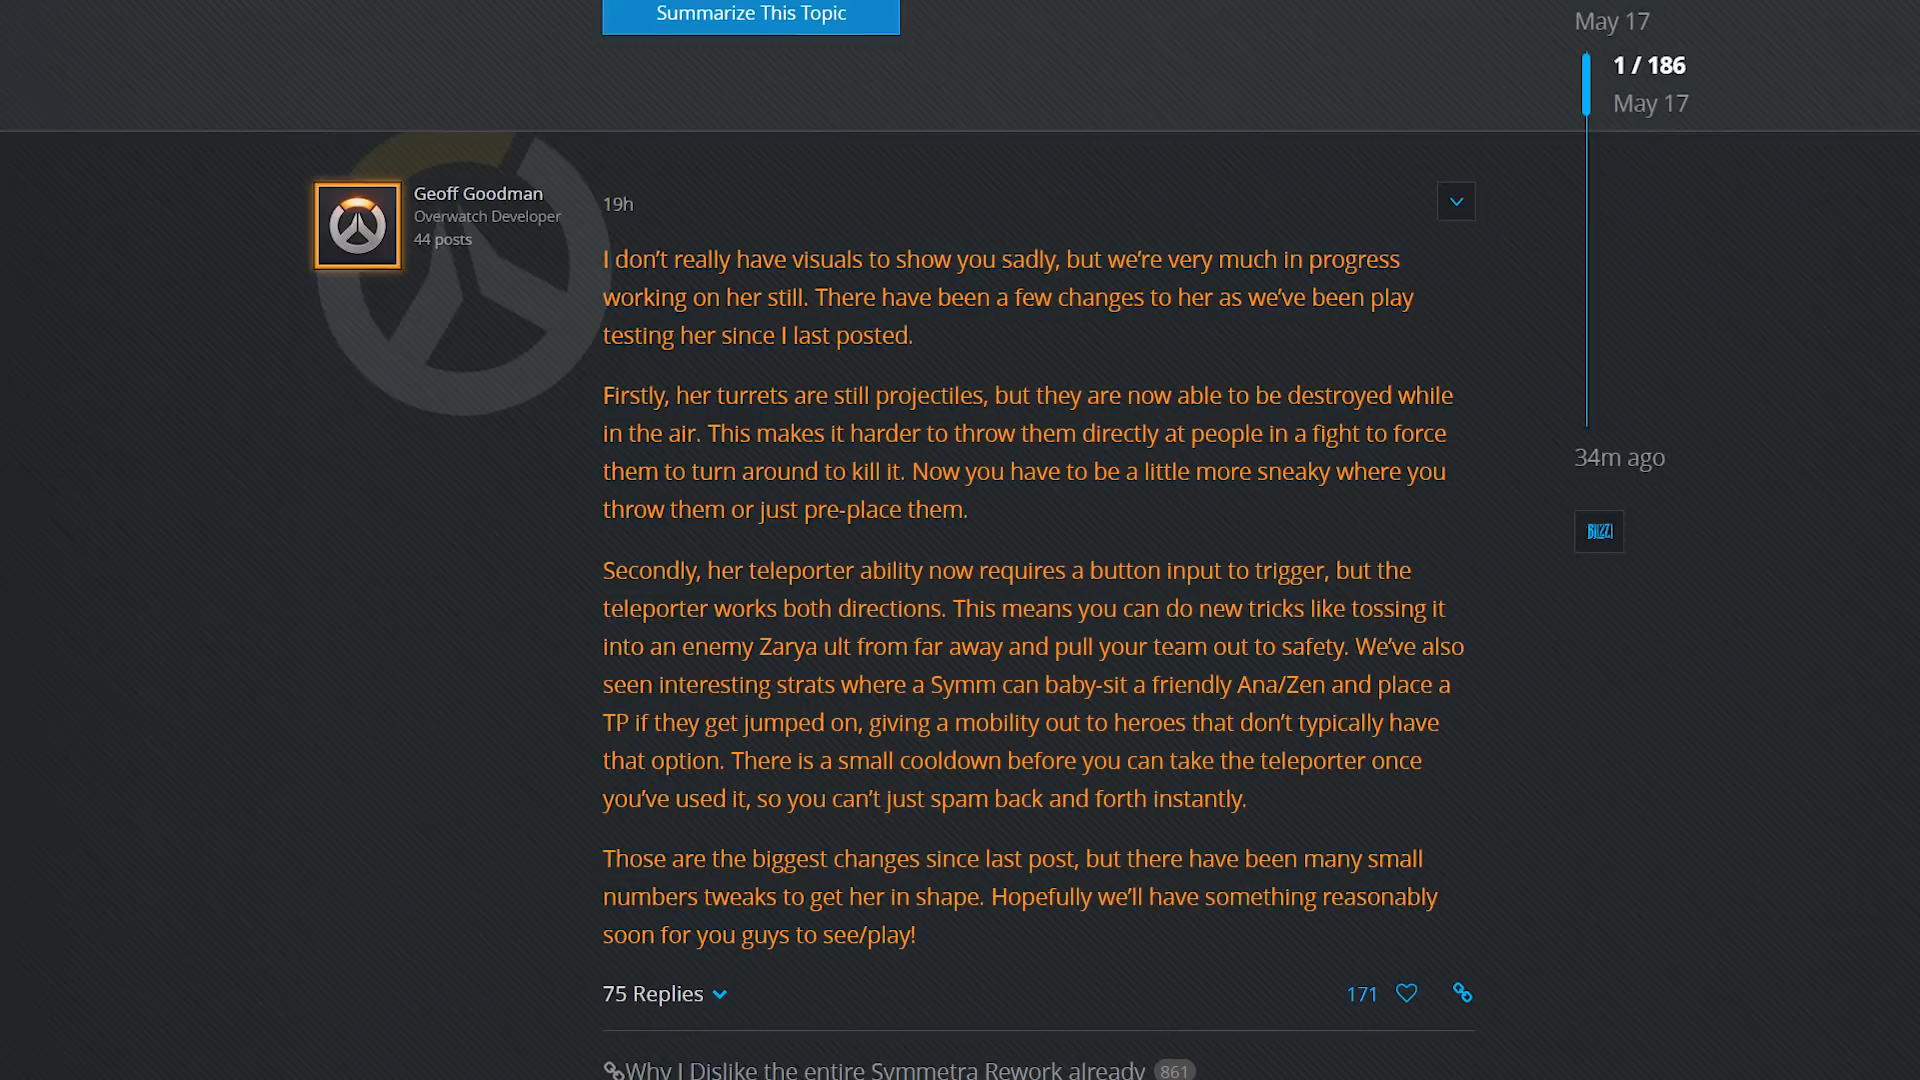 Summarize This Topic
May 17
1 / 186
May 17
Geoff Goodman
Overwatch Developer
44 posts
19h
I don’t really have visuals to show you sadly, but we’re very much in progress
working on her still. There have been a few changes to her as we’ve been play
testing her since I last posted.
Firstly, her turrets are still projectiles, but they are now able to be destroyed while
in the air. This makes it harder to throw them directly at people in a fight to force
them to turn around to kill it. Now you have to be a little more sneaky where you
throw them or just pre-place them.
Secondly, her teleporter ability now requires a button input to trigger, but the
teleporter works both directions. This means you can do new tricks like tossing it
into an enemy Zarya ult from far away and pull your team out to safety. We’ve also
seen interesting strats where a Symm can baby-sit a friendly Ana/Zen and place a
TP if they get jumped on, giving a mobility out to heroes that don’t typically have
that option. There is a small cooldown before you can take the teleporter once
you’ve used it, so you can’t just spam back and forth instantly.
Those are the biggest changes since last post, but there have been many small
numbers tweaks to get her in shape. Hopefully we’ll have something reasonably
soon for you guys to see/play!
34m ago
BLIZZ
75 Replies
171
Why I Dislike the entire Symmetra Rework already 861